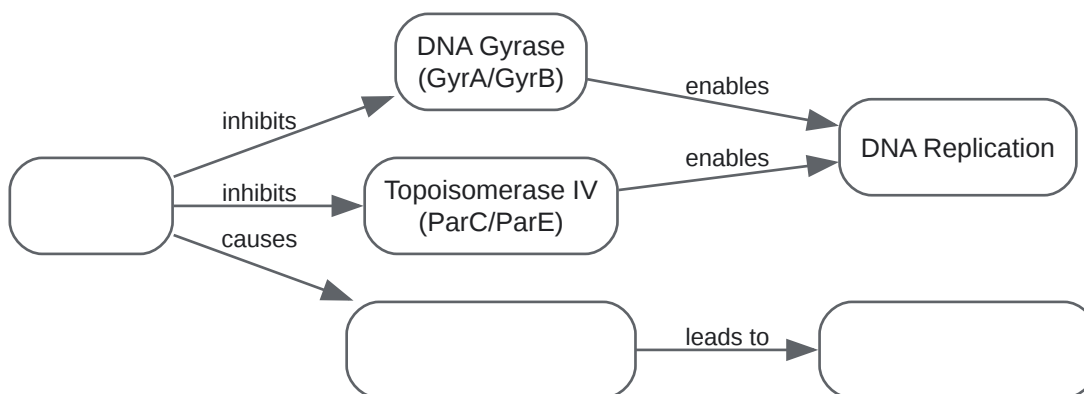 DNA Gyrase
(GyrA/GyrB)
enables
inhibits
DNA Replication
enables
inhibits
Topoisomerase IV
(ParC/ParE)
causes
leads to